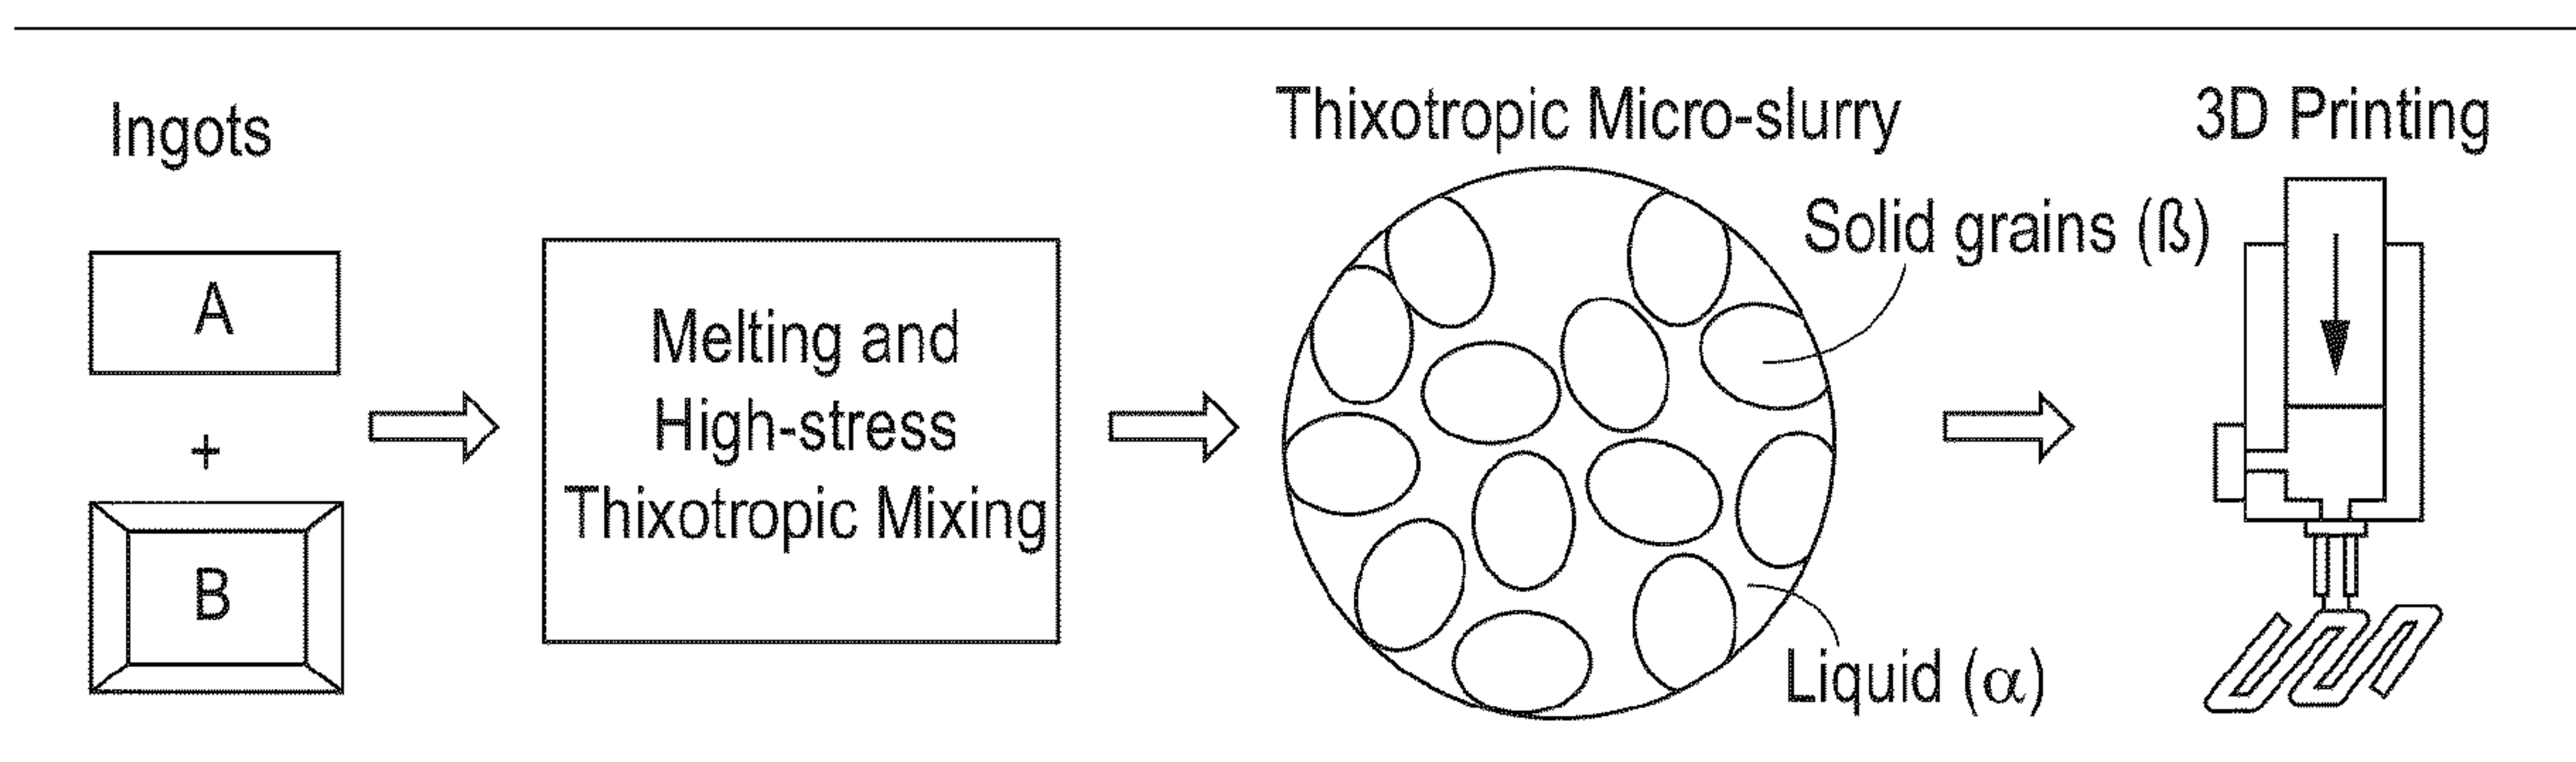 Ingots
A
+
B
Melting and
High-stress
Thixotropic Mixing
Thixotropic Micro-slurry
Solid grains (ß)
Liquid (α)
3D Printing